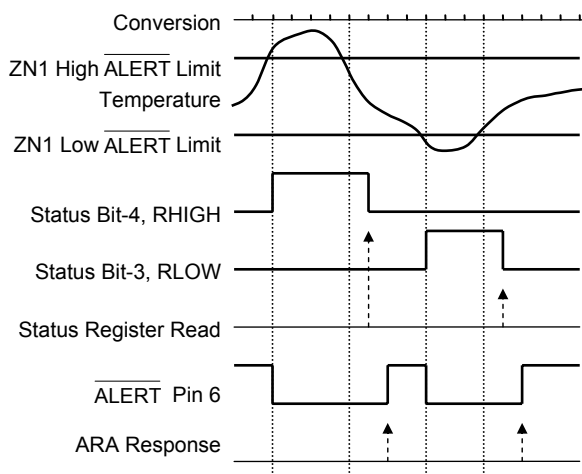 Conversion
ZN1 High ALERT Limit
Temperature
ZN1 Low ALERT Limit
Status Bit-4, RHIGH
Status Bit-3, RLOW
Status Register Read
ALERT Pin 6
ARA Response